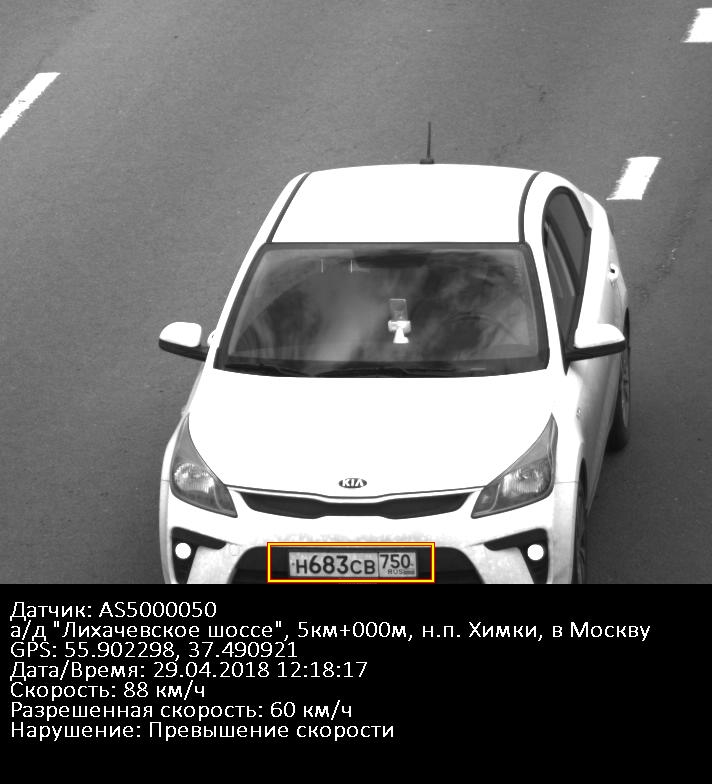 KIA
Н683СВ 750
RUS
Датчик: AS5000050
а/д "Лихачевское шоссе", 5км+000м, н.п. Химки, в Москву
GPS: 55.902298, 37.490921
Дата/Время: 29.04.2018 12:18:17
Скорость: 88 км/ч
Разрешенная скорость: 60 км/ч
Нарушение: Превышение скорости